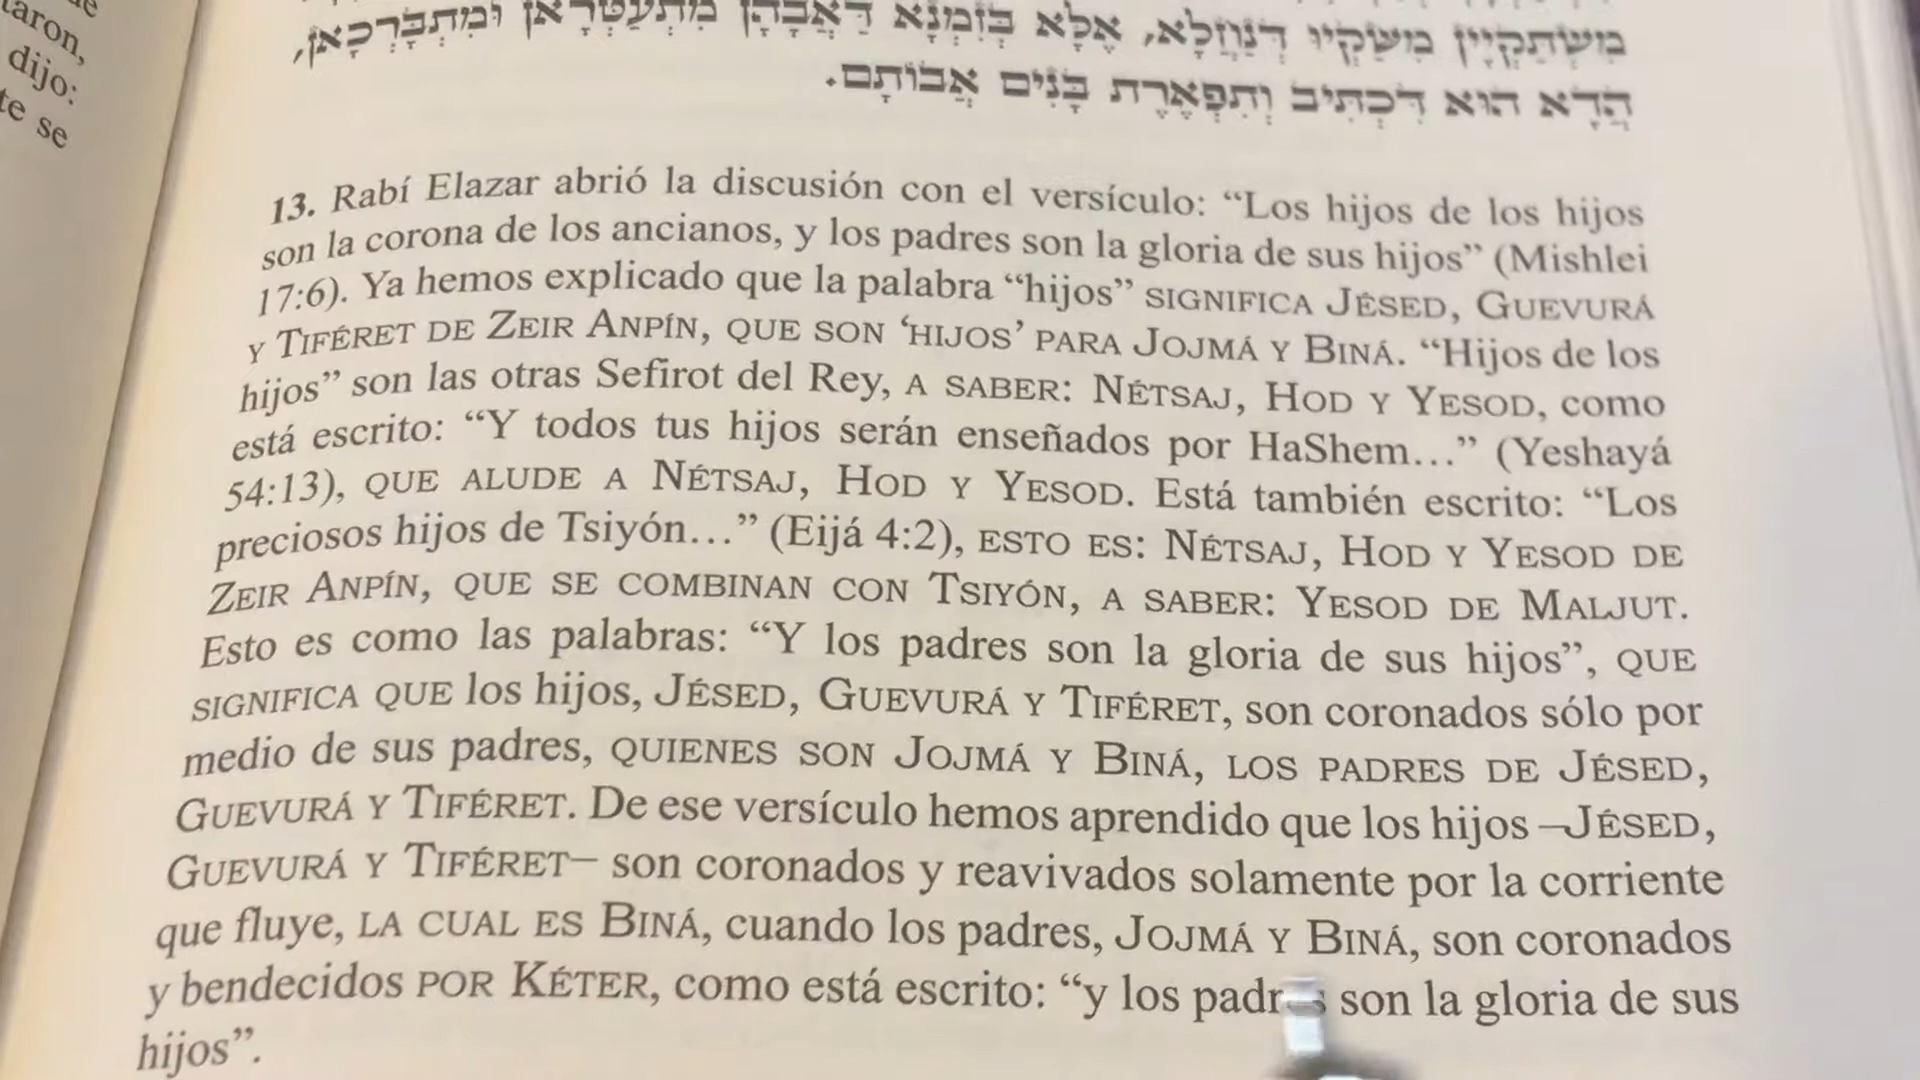 taron,
dijo:
te se
מִשְׁתַּקְיָין מִשַּׁקְיוּ דְּנַחֲלָא, אֶלָּא בְּזִמְנָא דַּאֲבָהָן מִתְעַטְּרָאן וּמִתְבָּרְכָאן,
הֲדָא הוּא דִּכְתִּיב וְתִפְאֶרֶת בָּנִים אֲבוֹתָם.
13. Rabí Elazar abrió la discusión con el versículo: “Los hijos de los hijos
son la corona de los ancianos, y los padres son la gloria de sus hijos” (Mishlei
17:6). Ya hemos explicado que la palabra “hijos” SIGNIFICA JÉSED, GUEVURÁ
Y TIFÉRET DE ZEIR ANPÍN, QUE SON ‘HIJOS’ PARA JOJMÁ Y BINÁ. “Hijos de los
hijos” son las otras Sefirot del Rey, A SABER: NÉTSAJ, HOD Y YESOD, como
está escrito: “Y todos tus hijos serán enseñados por HaShem…” (Yeshayá
54:13), QUE ALUDE A NÉTSAJ, HOD Y YESOD. Está también escrito: “Los
preciosos hijos de Tsiyón…” (Eijá 4:2), ESTO ES: NÉTSAJ, HOD Y YESOD DE
ZEIR ANPÍN, QUE SE COMBINAN CON TSIYÓN, A SABER: YESOD DE MALJUT.
Esto es como las palabras: “Y los padres son la gloria de sus hijos”, QUE
SIGNIFICA QUE los hijos, JÉSED, GUEVURÁ Y TIFÉRET, son coronados sólo por
medio de sus padres, QUIENES SON JOJMÁ Y BINÁ, LOS PADRES DE JÉSED,
GUEVURÁ Y TIFÉRET. De ese versículo hemos aprendido que los hijos —JÉSED,
GUEVURÁ Y TIFÉRET— son coronados y reavivados solamente por la corriente
que fluye, LA CUAL ES BINÁ, cuando los padres, JOJMÁ Y BINÁ, son coronados
y bendecidos POR KÉTER, como está escrito: “y los padres son la gloria de sus
hijos”.